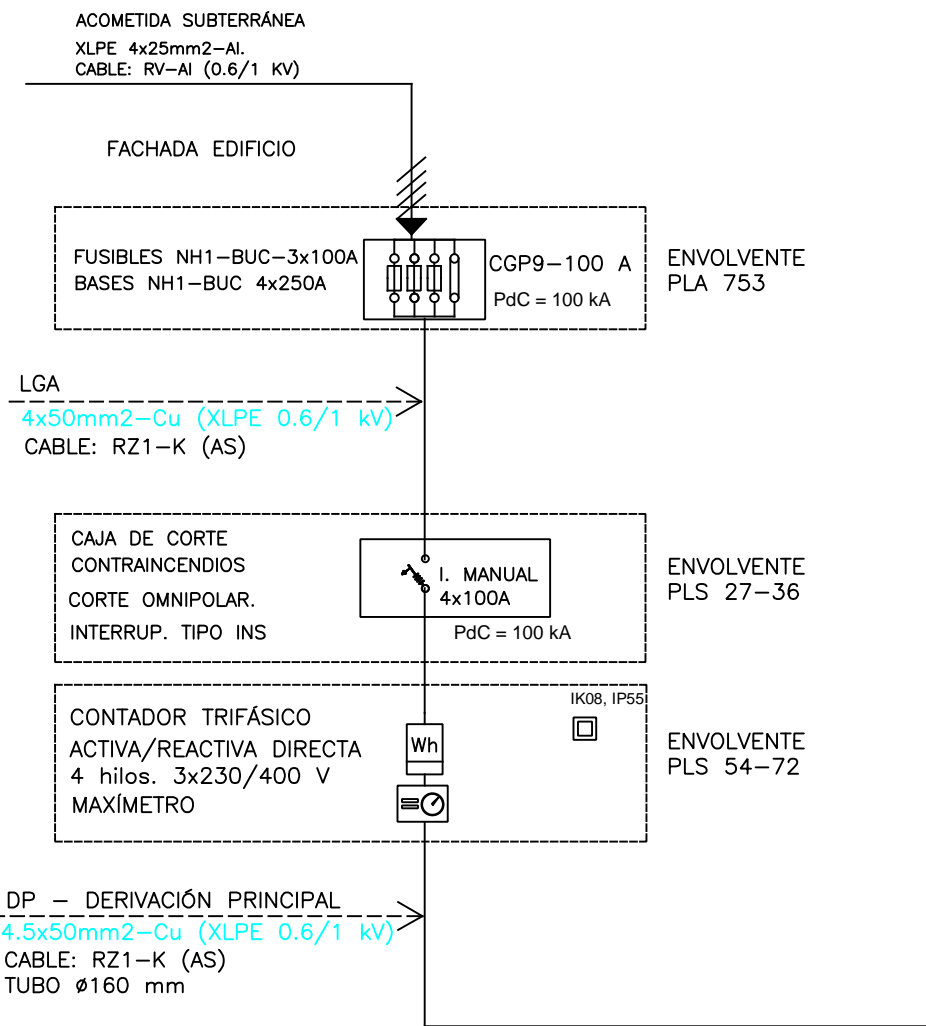 ACOMETIDA SUBTERRÁNEA
XLPE 4x25mm2-Al.
CABLE: RV-Al (0.6/1 KV)
FACHADA EDIFICIO
FUSIBLES NH1-BUC-3x100A
BASES NH1-BUC 4x250A
CGP9-100 A
PdC = 100 kA
ENVOLVENTE
PLA 753
LGA
4x50mm2-Cu (XLPE 0.6/1 kV)
CABLE: RZ1-K (AS)
CAJA DE CORTE
CONTRAINCENDIOS
CORTE OMNIPOLAR.
INTERRUP. TIPO INS
I. MANUAL
4x100A
PdC = 100 kA
ENVOLVENTE
PLS 27-36
CONTADOR TRIFÁSICO
ACTIVA/REACTIVA DIRECTA
4 hilos. 3x230/400 V
MAXÍMETRO
Wh
IK08, IP55
ENVOLVENTE
PLS 54-72
DP - DERIVACIÓN PRINCIPAL
4.5x50mm2-Cu (XLPE 0.6/1 kV)
CABLE: RZ1-K (AS)
TUBO ø160 mm